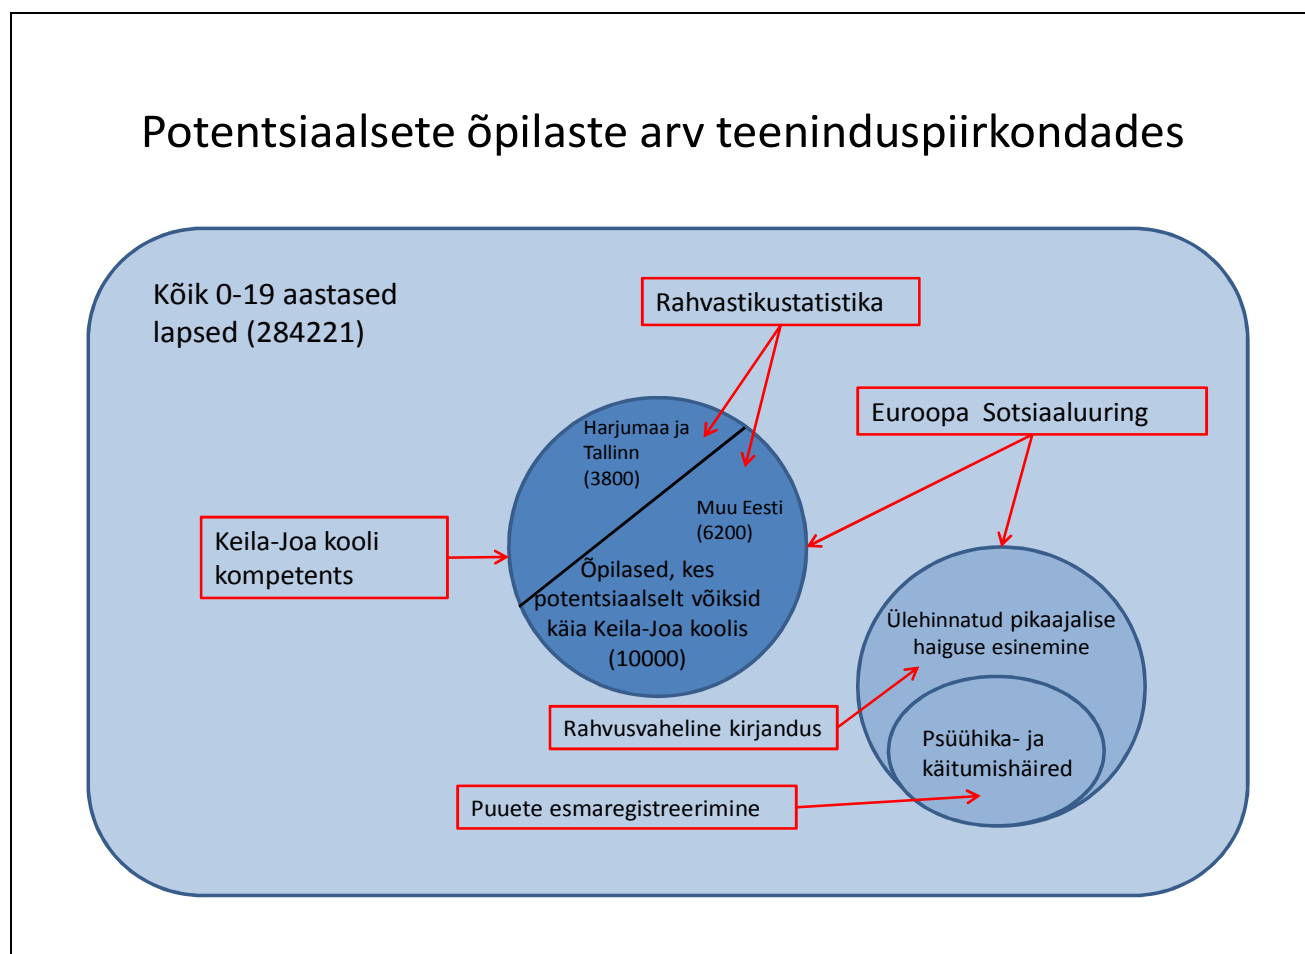 Potentsiaalsete õpilaste arv teeninduspiirkondades
Kõik 0-19 aastased
lapsed (284221)
Rahvastikustatistika
Euroopa Sotsiaaluuring
Harjumaa ja
Tallinn
(3800)
Muu Eesti
(6200)
Keila-Joa kooli
kompetents
Õpilased, kes
potentsiaalselt võiksid
käia Keila-Joa koolis
(10000)
Ülehinnatud pikaajalise
haiguse esinemine
Rahvusvaheline kirjandus
Psüühika- ja
käitumishäired
Puuete esmaregistreerimine